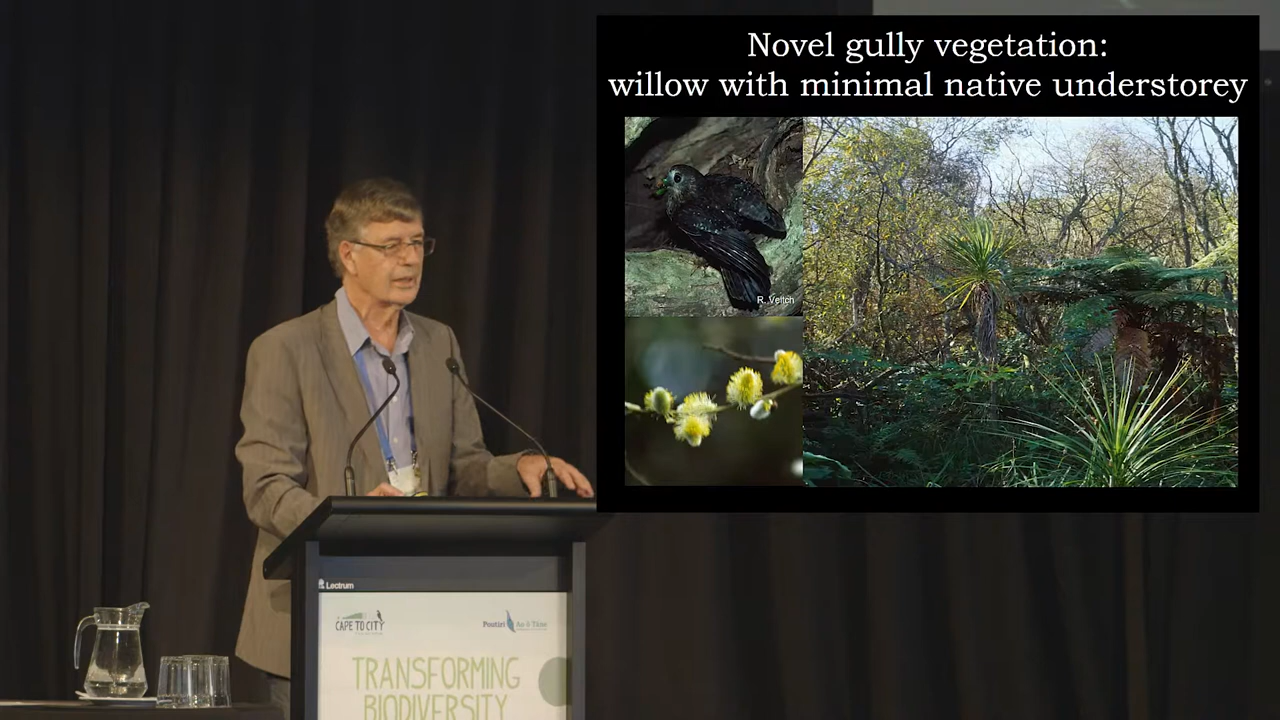 Novel gully vegetation:
willow with minimal native understorey
R. Veitch
Lectrum
CAPE TO CITY
Poutiri Ao ō Tāne
TRANSFORMING
BIODIVERSITY